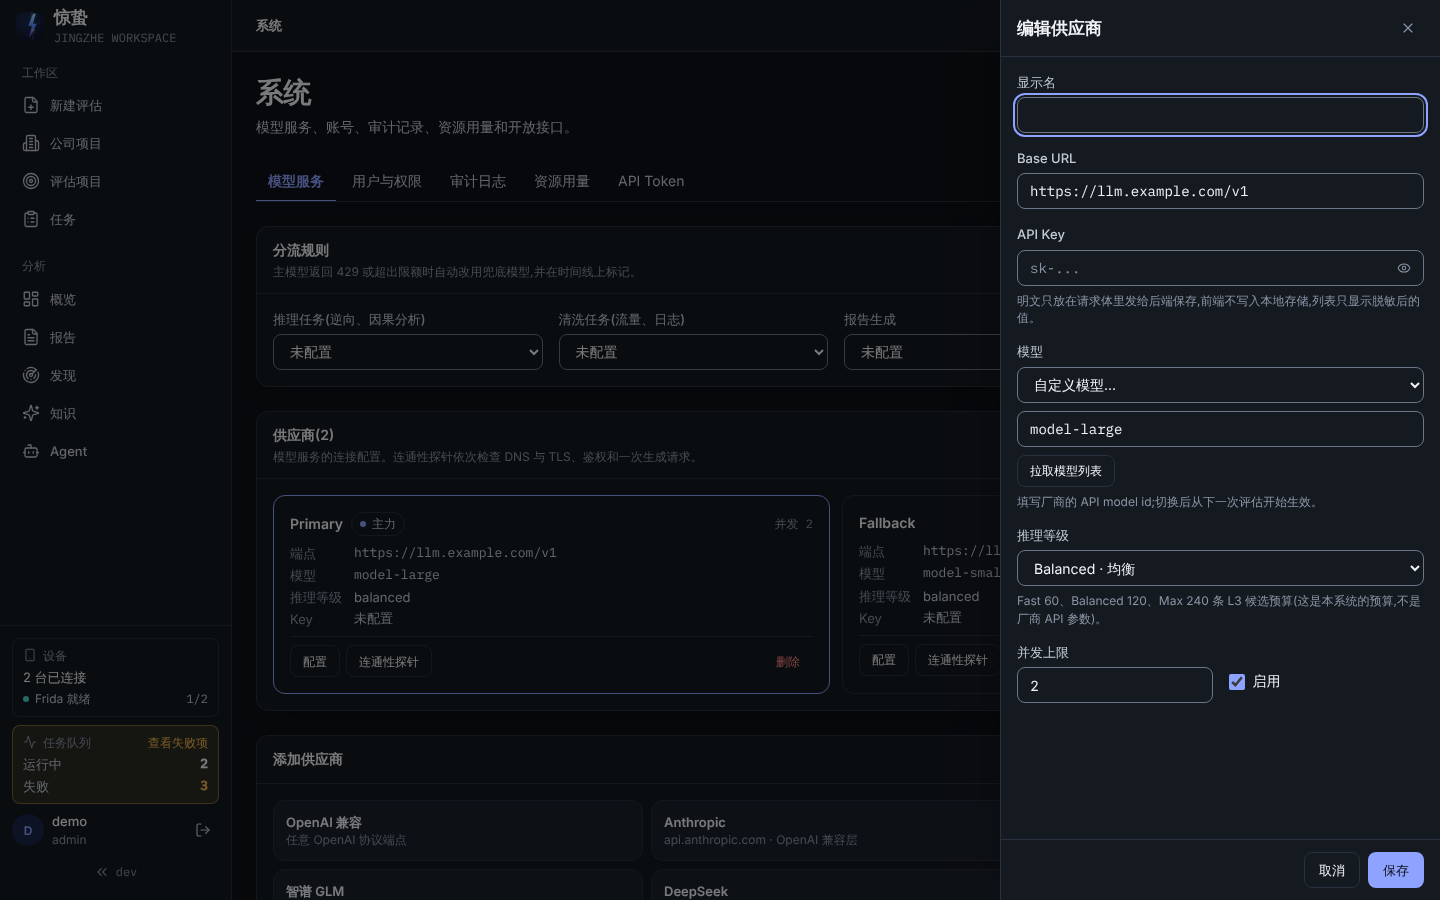 惊蛰
JINGZHE WORKSPACE
工作区
新建评估
公司项目
评估项目
任务
分析
概览
报告
发现
知识
Agent
设备
2 台已连接
Frida 就绪 1/2
任务队列 查看失败项
运行中 2
失败 3
D
demo
admin
dev
系统
系统
模型服务、账号、审计记录、资源用量和开放接口。
模型服务 用户与权限 审计日志 资源用量 API Token
分流规则
主模型返回 429 或超出限额时自动改用兜底模型,并在时间线上标记。
推理任务(逆向、因果分析) 清洗任务(流量、日志) 报告生成
未配置 未配置 未配置
供应商(2)
模型服务的连接配置。连通性探针依次检查 DNS 与 TLS、鉴权和一次生成请求。
Primary 主力 并发 2
端点 https://llm.example.com/v1
模型 model-large
推理等级 balanced
Key 未配置
配置 连通性探针 删除
Fallback
端点 https://ll
模型 model-smal
推理等级 balanced
Key 未配置
配置 连通性探针
添加供应商
OpenAI 兼容
任意 OpenAI 协议端点
Anthropic
api.anthropic.com · OpenAI 兼容层
智谱 GLM
DeepSeek
编辑供应商
显示名
Base URL
https://llm.example.com/v1
API Key
sk-...
明文只放在请求体里发给后端保存,前端不写入本地存储,列表只显示脱敏后的
值。
模型
自定义模型...
model-large
拉取模型列表
填写厂商的 API model id;切换后从下一次评估开始生效。
推理等级
Balanced · 均衡
Fast 60、Balanced 120、Max 240 条 L3 候选预算(这是本系统的预算,不是
厂商 API 参数)。
并发上限
2 启用
取消 保存